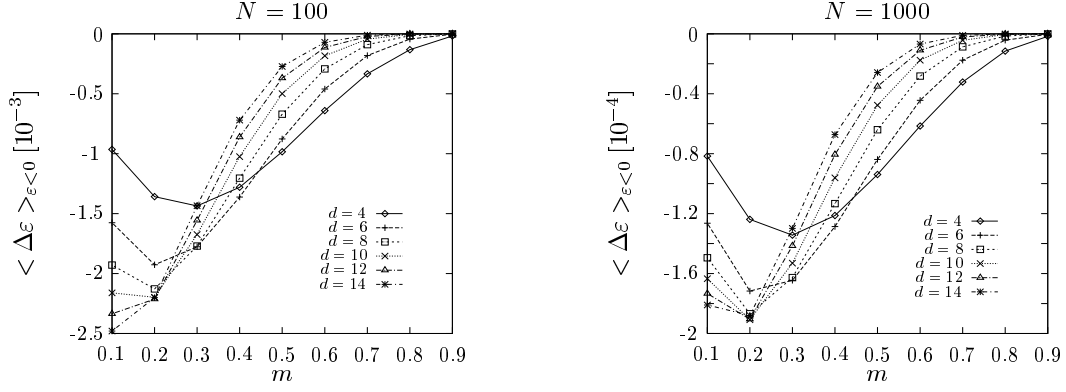 N = 100
0
-0.5
-1
-1.5
-2
-2.5
< Δε >ε<0 [10−3]
d = 4
d = 6
d = 8
d = 10
d = 12
d = 14
0.1 0.2 0.3 0.4 0.5 0.6 0.7 0.8 0.9
m
N = 1000
0
-0.4
-0.8
-1.2
-1.6
-2
< Δε >ε<0 [10−4]
d = 4
d = 6
d = 8
d = 10
d = 12
d = 14
0.1 0.2 0.3 0.4 0.5 0.6 0.7 0.8 0.9
m